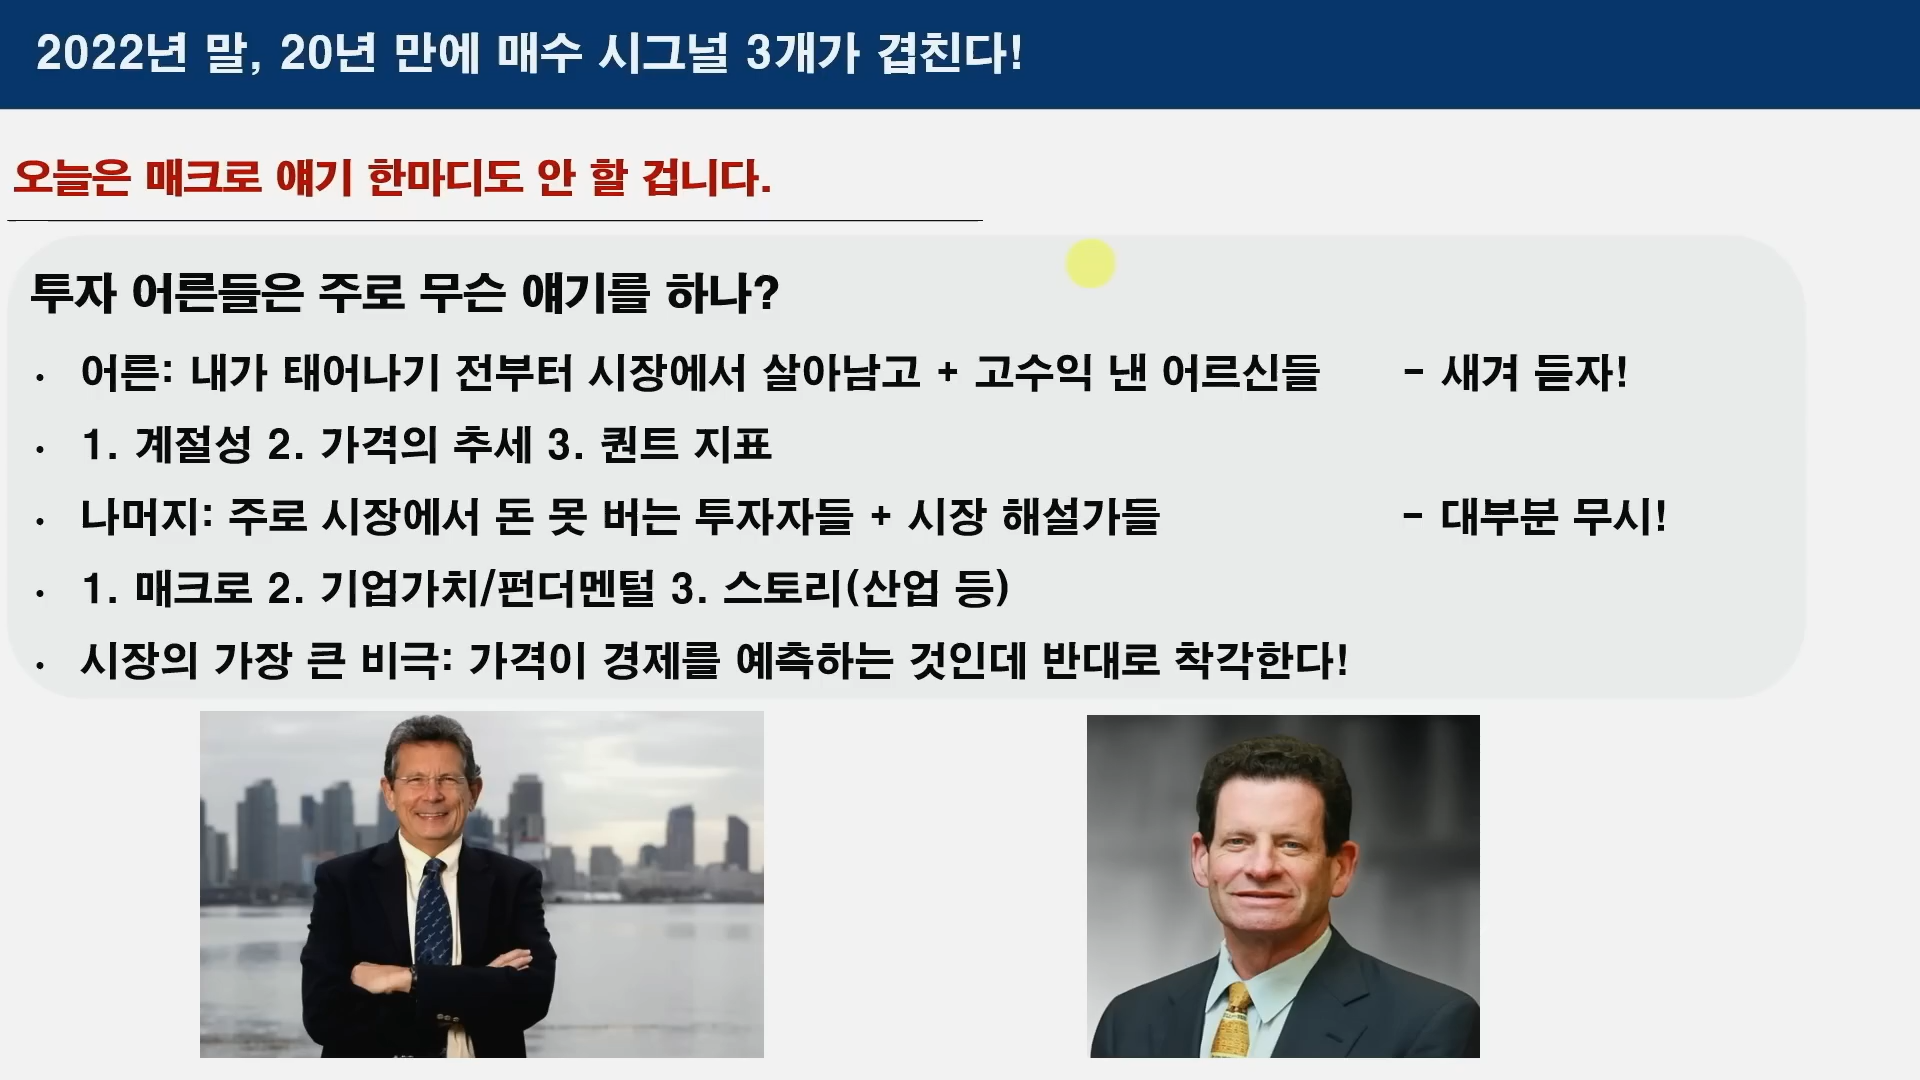 2022년 말, 20년 만에 매수 시그널 3개가 겹친다!
오늘은 매크로 얘기 한마디도 안 할 겁니다.
투자 어른들은 주로 무슨 얘기를 하나?
• 어른: 내가 태어나기 전부터 시장에서 살아남고 + 고수익 낸 어르신들 - 새겨 듣자!
• 1. 계절성 2. 가격의 추세 3. 퀀트 지표
• 나머지: 주로 시장에서 돈 못 버는 투자자들 + 시장 해설가들 - 대부분 무시!
• 1. 매크로 2. 기업가치/펀더멘털 3. 스토리(산업 등)
• 시장의 가장 큰 비극: 가격이 경제를 예측하는 것인데 반대로 착각한다!